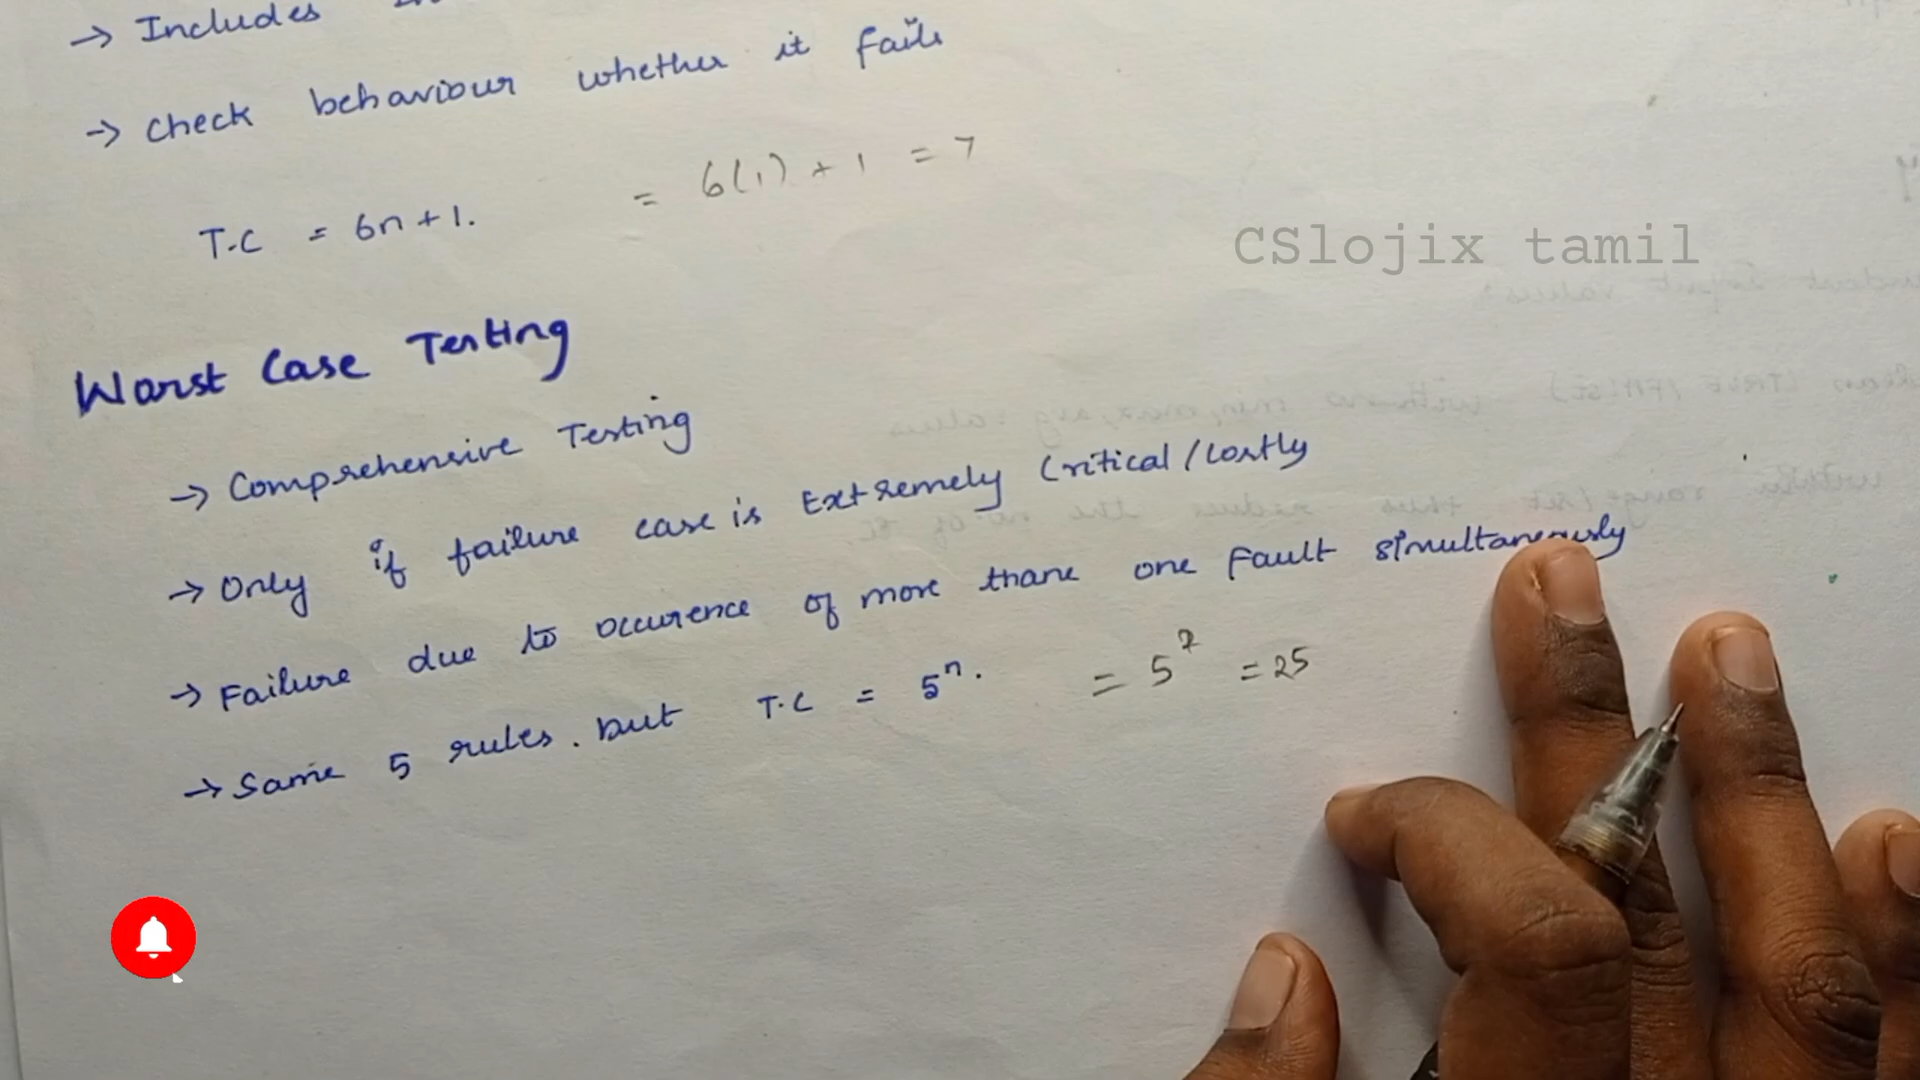 → Includes
→ check behaviour whether it fails
T.C = 6n+1. = 6(1) + 1 = 7
CSlojix tamil
Worst Case Testing
→ Comprehensive Testing
→ Only if failure case is Extremely Critical / Costly
→ Failure due to occurence of more thane one fault simultaneously
→ Same 5 rules. but T.C = 5ⁿ. = 5² = 25